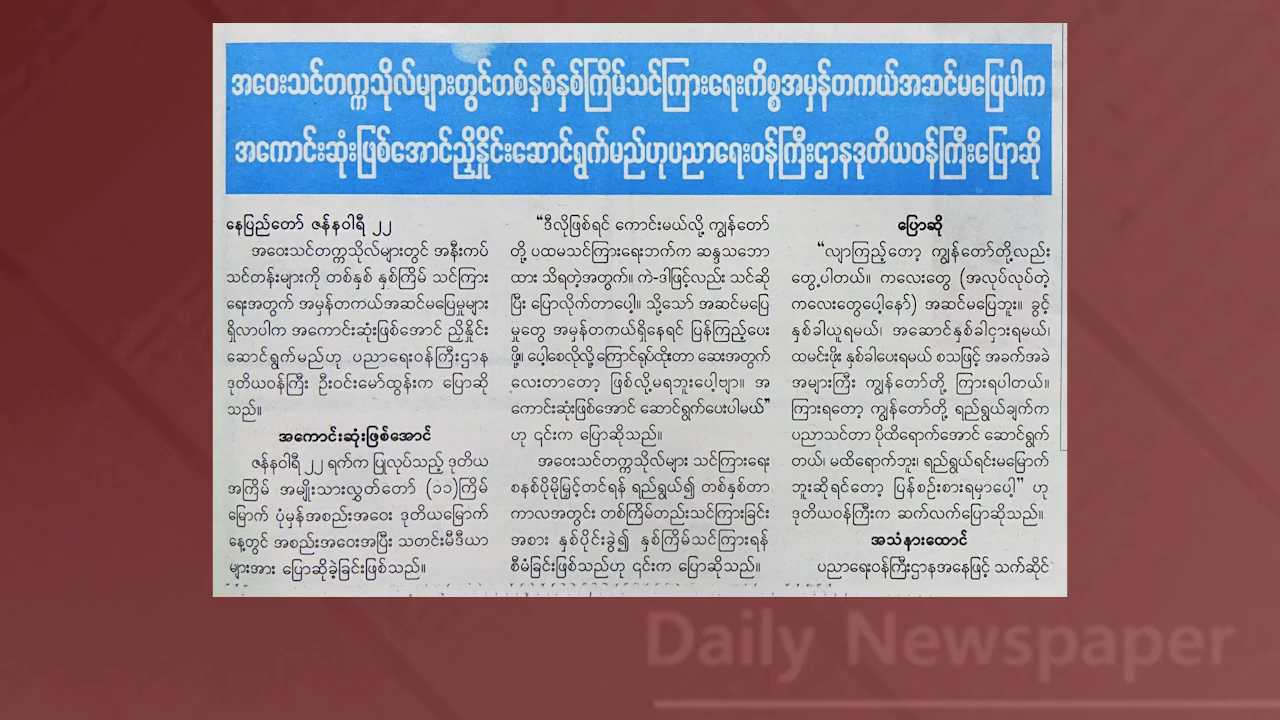 အဝေးသင်တက္ကသိုလ်များတွင်တစ်နှစ်နှစ်ကြိမ်သင်ကြားရေးကိစ္စအမှန်တကယ်အဆင်မပြေပါက
အကောင်းဆုံးဖြစ်အောင်ညှိနှိုင်းဆောင်ရွက်မည်ဟုပညာရေးဝန်ကြီးဌာနဒုတိယဝန်ကြီးပြောဆို
နေပြည်တော် ဇန်နဝါရီ ၂၂
အဝေးသင်တက္ကသိုလ်များတွင် အနီးကပ်
သင်တန်းများကို တစ်နှစ် နှစ်ကြိမ် သင်ကြား
ရေးအတွက် အမှန်တကယ်အဆင်မပြေမှုများ
ရှိလာပါက အကောင်းဆုံးဖြစ်အောင် ညှိနှိုင်း
ဆောင်ရွက်မည်ဟု ပညာရေးဝန်ကြီးဌာန
ဒုတိယဝန်ကြီး ဦးဝင်းမော်ထွန်းက ပြောဆို
သည်။
အကောင်းဆုံးဖြစ်အောင်
ဇန်နဝါရီ ၂၂ ရက်က ပြုလုပ်သည့် ဒုတိယ
အကြိမ် အမျိုးသားလွှတ်တော် (၁၁)ကြိမ်
မြောက် ပုံမှန်အစည်းအဝေး ဒုတိယမြောက်
နေ့တွင် အစည်းအဝေးအပြီး သတင်းမီဒီယာ
များအား ပြောဆိုခဲ့ခြင်းဖြစ်သည်။
“ဒီလိုဖြစ်ရင် ကောင်းမယ်လို့ ကျွန်တော်
တို့ ပထမသင်ကြားရေးဘက်က ဆန္ဒသဘော
ထား သိရတဲ့အတွက်။ ကဲ-ဒါဖြင့်လည်း သင်ဆို
ပြီး ပြောလိုက်တာပေါ့။ သို့သော် အဆင်မပြေ
မှုတွေ အမှန်တကယ်ရှိနေရင် ပြန်ကြည့်ပေး
ဖို့၊ ပေါ့စေလိုလို့ ကြောင်ရုပ်ထိုးတာ ဆေးအတွက်
လေးတာတော့ ဖြစ်လို့မရဘူးပေါ့ဗျာ။ အ
ကောင်းဆုံးဖြစ်အောင် ဆောင်ရွက်ပေးပါမယ်”
ဟု ၎င်းက ပြောဆိုသည်။
အဝေးသင်တက္ကသိုလ်များ သင်ကြားရေး
စနစ်ပိုမိုမြှင့်တင်ရန် ရည်ရွယ်၍ တစ်နှစ်တာ
ကာလအတွင်း တစ်ကြိမ်တည်းသင်ကြားခြင်း
အစား နှစ်ပိုင်းခွဲ၍ နှစ်ကြိမ်သင်ကြားရန်
စီမံခြင်းဖြစ်သည်ဟု ၎င်းက ပြောဆိုသည်။
ပြောဆို
“လျာကြည့်တော့ ကျွန်တော်တို့လည်း
တွေ့ပါတယ်။ ကလေးတွေ (အလုပ်လုပ်တဲ့
ကလေးတွေပေါ့နော်) အဆင်မပြေဘူး။ ခွင့်
နှစ်ခါယူရမယ်၊ အဆောင်နှစ်ခါငှားရမယ်၊
ထမင်းဖိုး နှစ်ခါပေးရမယ် စသဖြင့် အခက်အခဲ
အများကြီး ကျွန်တော်တို့ ကြားရပါတယ်။
ကြားရတော့ ကျွန်တော်တို့ ရည်ရွယ်ချက်က
ပညာသင်တာ ပိုထိရောက်အောင် ဆောင်ရွက်
တယ်၊ မထိရောက်ဘူး၊ ရည်ရွယ်ရင်းမမြောက်
ဘူးဆိုရင်တော့ ပြန်စဉ်းစားရမှာပေါ့” ဟု
ဒုတိယဝန်ကြီးက ဆက်လက်ပြောဆိုသည်။
အသံနားထောင်
ပညာရေးဝန်ကြီးဌာနအနေဖြင့် သက်ဆိုင်
Daily Newspaper